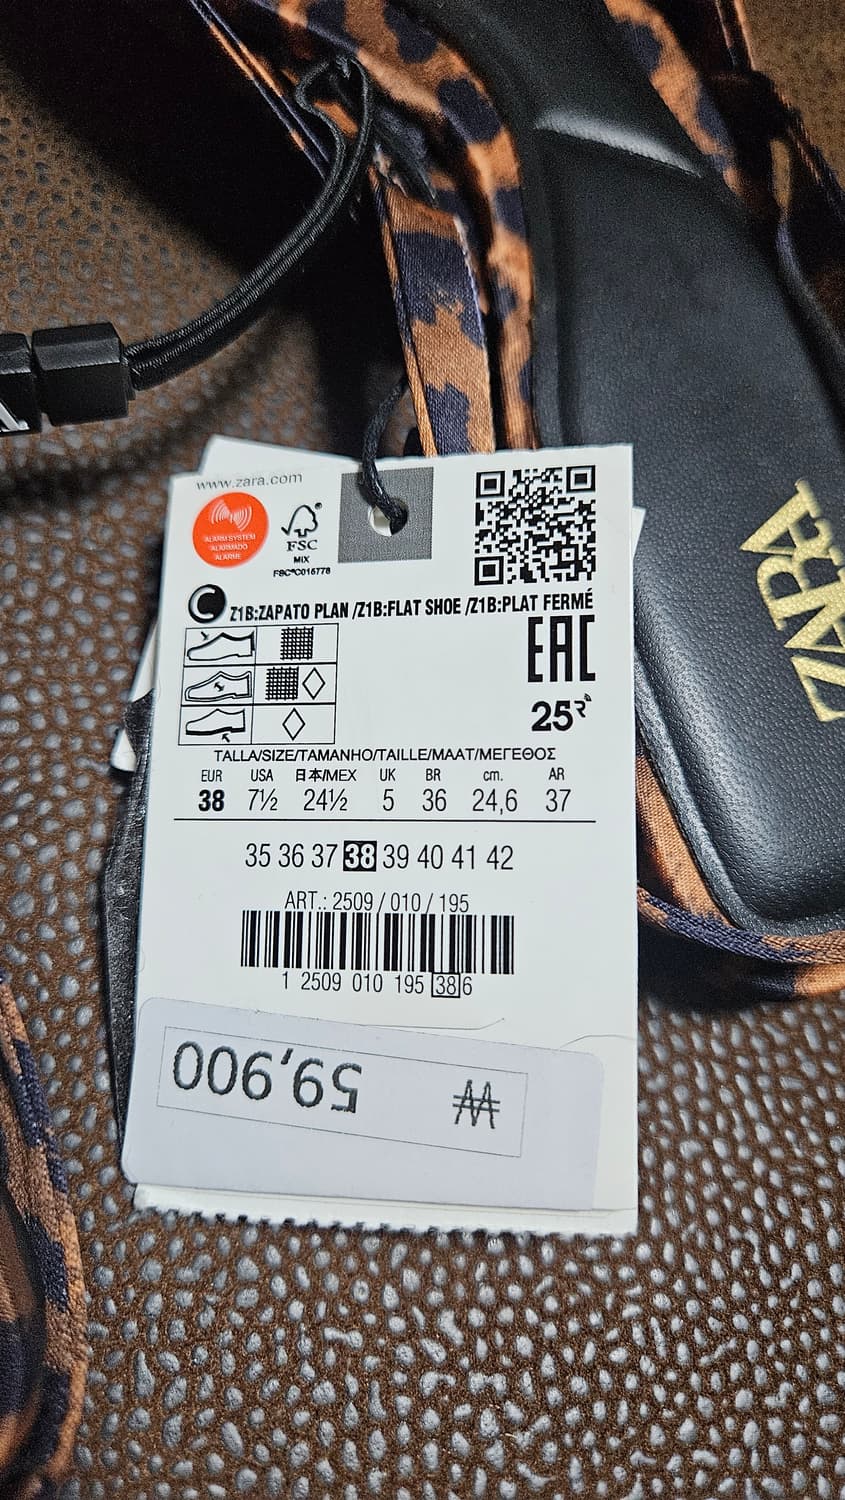 www.zara.com
ALARM SYSTEM
ALARMADO
ALARME
FSC
MIX
FSC® C015778
C
Z1B:ZAPATO PLAN /Z1B:FLAT SHOE /Z1B:PLAT FERMÉ
EAC
TALLA/SIZE/TAMANHO/TAILLE/MAAT/ΜΕΓΕΘΟΣ
EUR USA 日本/MEX UK BR cm. AR
38 7½ 24½ 5 36 24,6 37
35 36 37 38 39 40 41 42
ART.: 2509 / 010 / 195
1 2509 010 195 38 6
₩ 59,900
ZARA